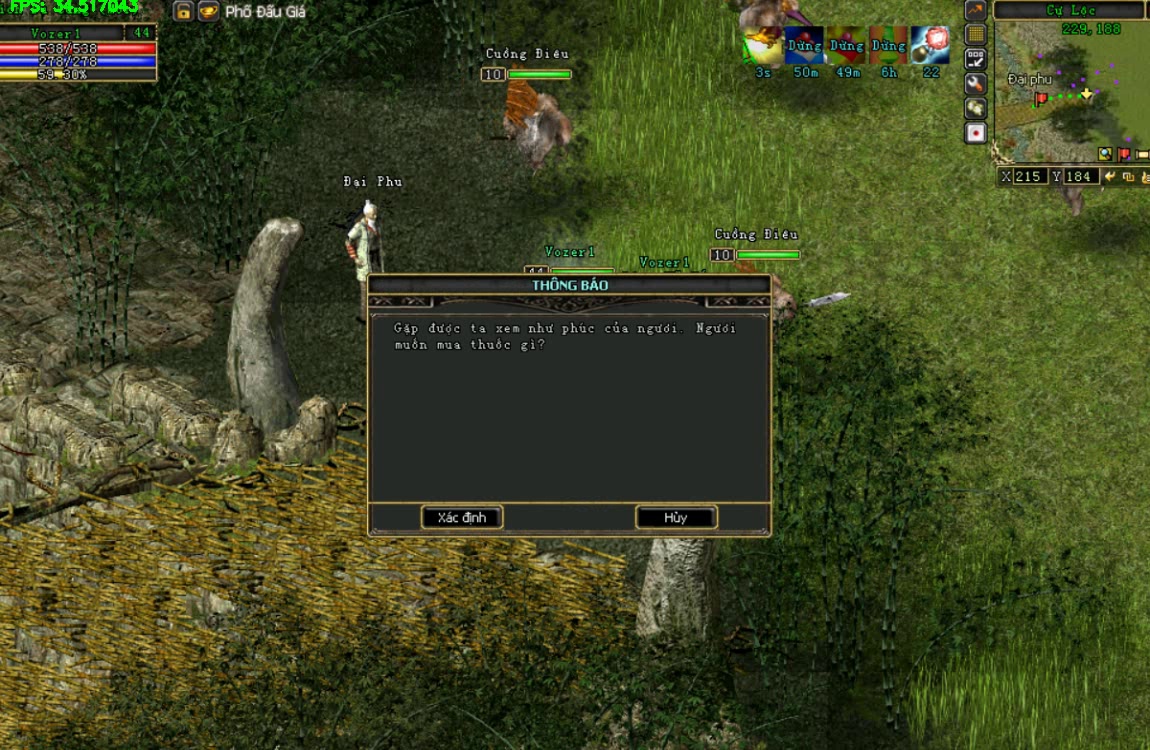 FPS: 34.517043
Phố Đấu Giá
Vozer1 44
538/538
278/278
59.30%
Cuồng Điêu
10
Dừng Dừng Dừng
3s 50m 49m 6h 22
Cự Lộc
229,188
Đại phu
X 215 Y 184
Đại Phu
Vozer1
44
Vozer1
Cuồng Điêu
10
THÔNG BÁO
Gặp được ta xem như phúc của ngươi. Ngươi
muốn mua thuốc gì?
Xác định Hủy